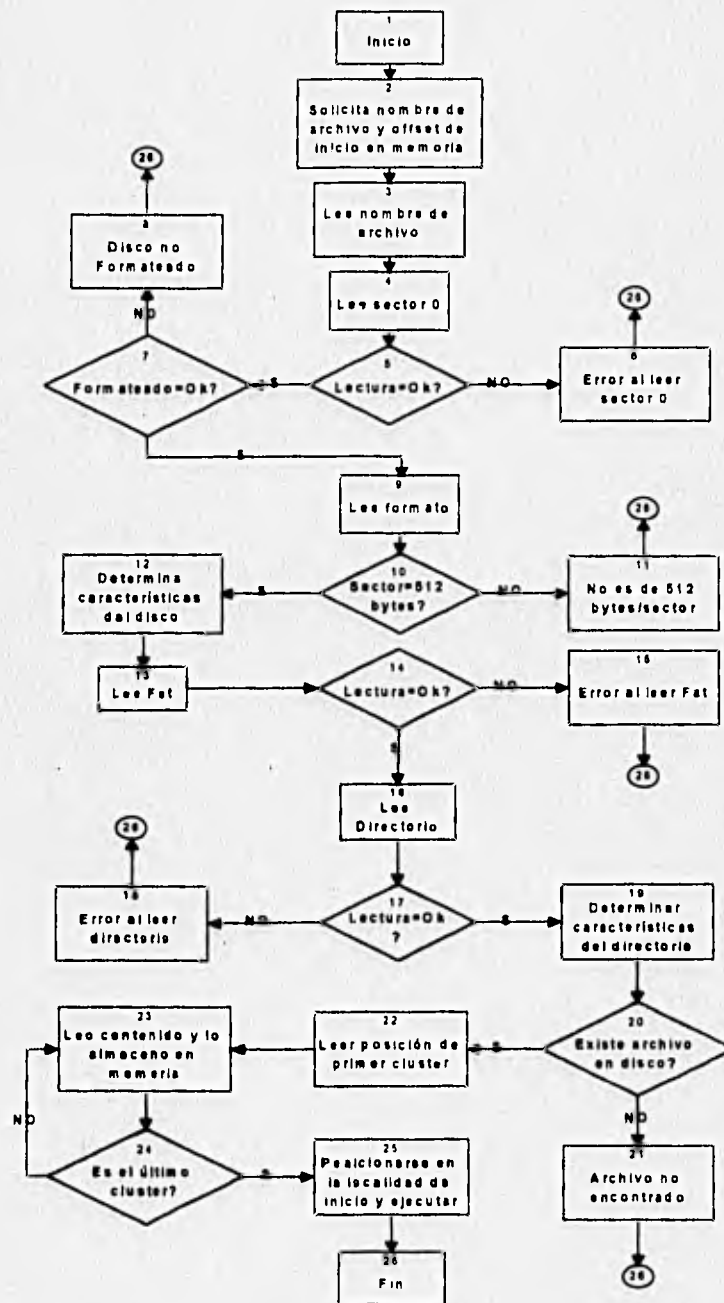 1
Inicio
2
Solicita nombre de
archivo y offset de
inicio en memoria
3
Lee nombre de
archivo
4
Lee sector 0
5
Lectura=Ok?
S
NO
6
Error al leer
sector 0
26
7
Formateado=Ok?
NO
8
Disco no
Formateado
26
S
9
Lee formato
10
Sector=512
bytes?
S
NO
11
No es de 512
bytes/sector
26
12
Determina
características
del disco
13
Lee Fat
14
Lectura=Ok?
NO
15
Error al leer Fat
26
S
16
Lee
Directorio
17
Lectura=Ok
?
NO
S
18
Error al leer
directorio
26
19
Determinar
características
del directorio
20
Existe archivo
en disco?
S
NO
21
Archivo no
encontrado
26
22
Leer posición de
primer cluster
23
Leo contenido y lo
almaceno en
memoria
24
Es el último
cluster?
NO
S
25
Posicionarse en
la localidad de
inicio y ejecutar
26
Fin